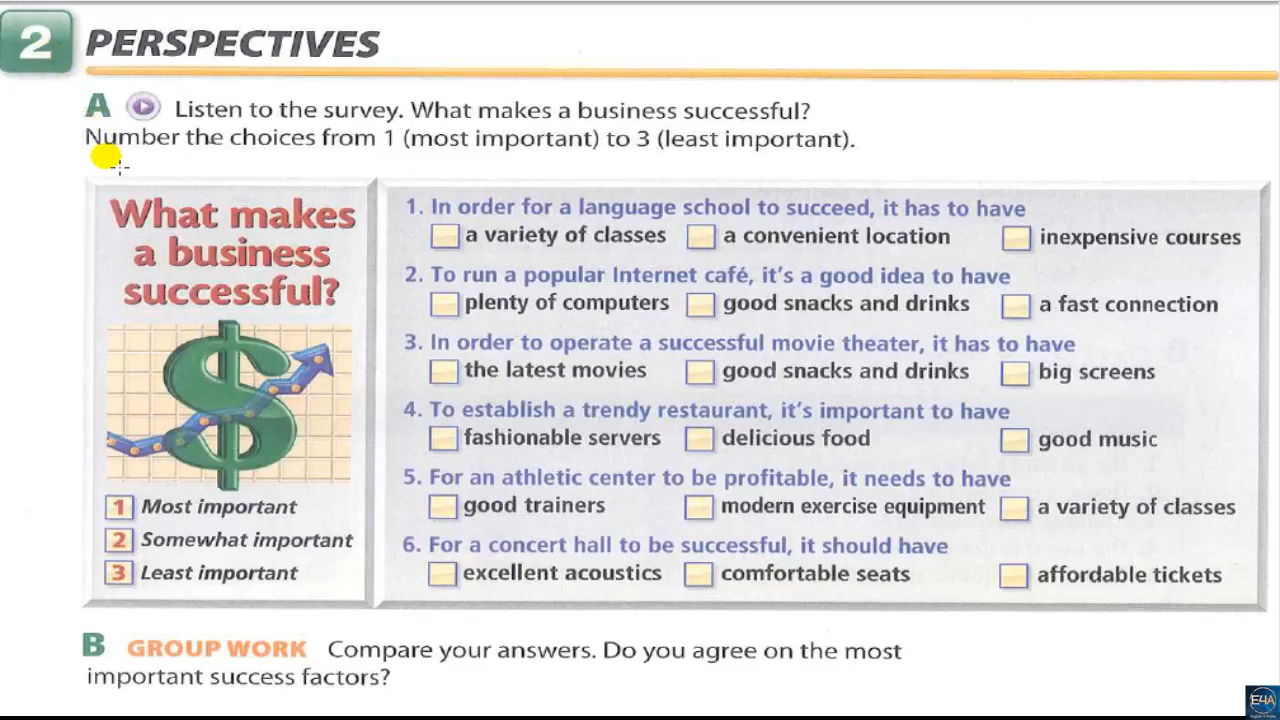 2 PERSPECTIVES
A Listen to the survey. What makes a business successful?
Number the choices from 1 (most important) to 3 (least important).
What makes
a business
successful?
1 Most important
2 Somewhat important
3 Least important
1. In order for a language school to succeed, it has to have
a variety of classes a convenient location inexpensive courses
2. To run a popular Internet café, it's a good idea to have
plenty of computers good snacks and drinks a fast connection
3. In order to operate a successful movie theater, it has to have
the latest movies good snacks and drinks big screens
4. To establish a trendy restaurant, it's important to have
fashionable servers delicious food good music
5. For an athletic center to be profitable, it needs to have
good trainers modern exercise equipment a variety of classes
6. For a concert hall to be successful, it should have
excellent acoustics comfortable seats affordable tickets
B GROUP WORK Compare your answers. Do you agree on the most
important success factors?
E4A